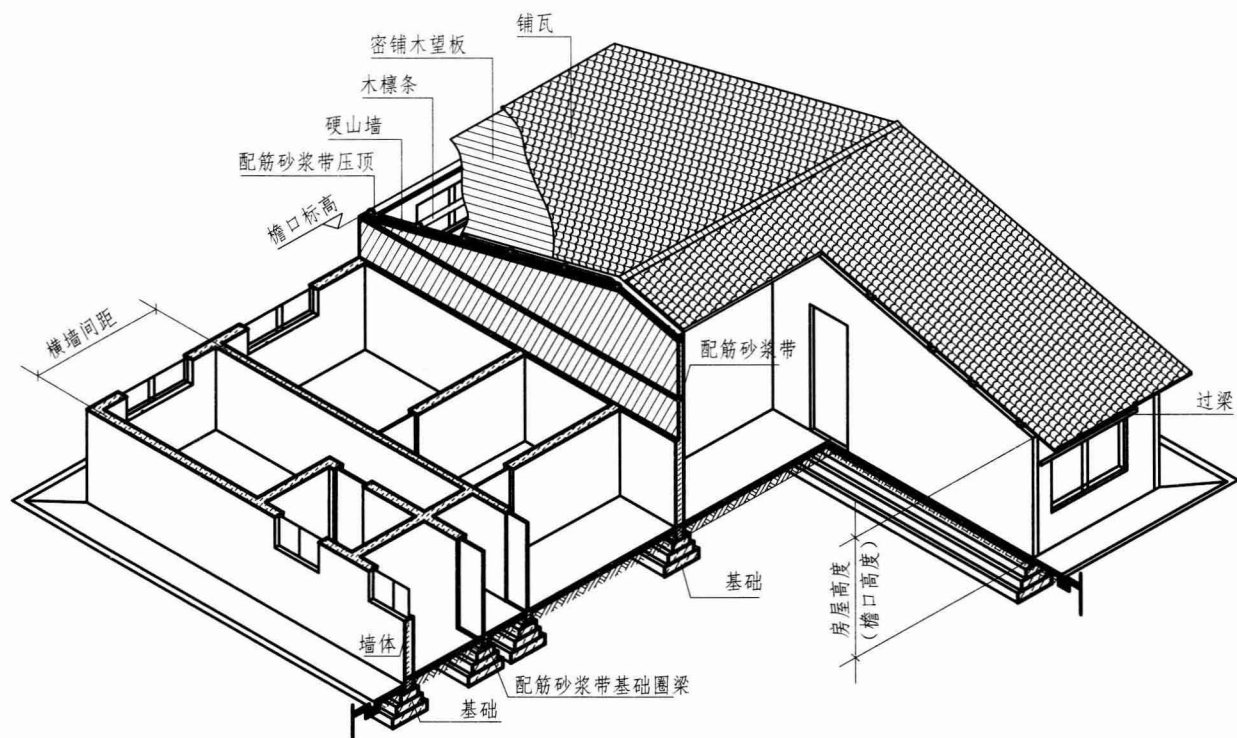 铺瓦
密铺木望板
木檩条
硬山墙
配筋砂浆带压顶
檐口标高
横墙间距
配筋砂浆带
过梁
基础
房屋高度
（檐口高度）
墙体
配筋砂浆带基础圈梁
基础